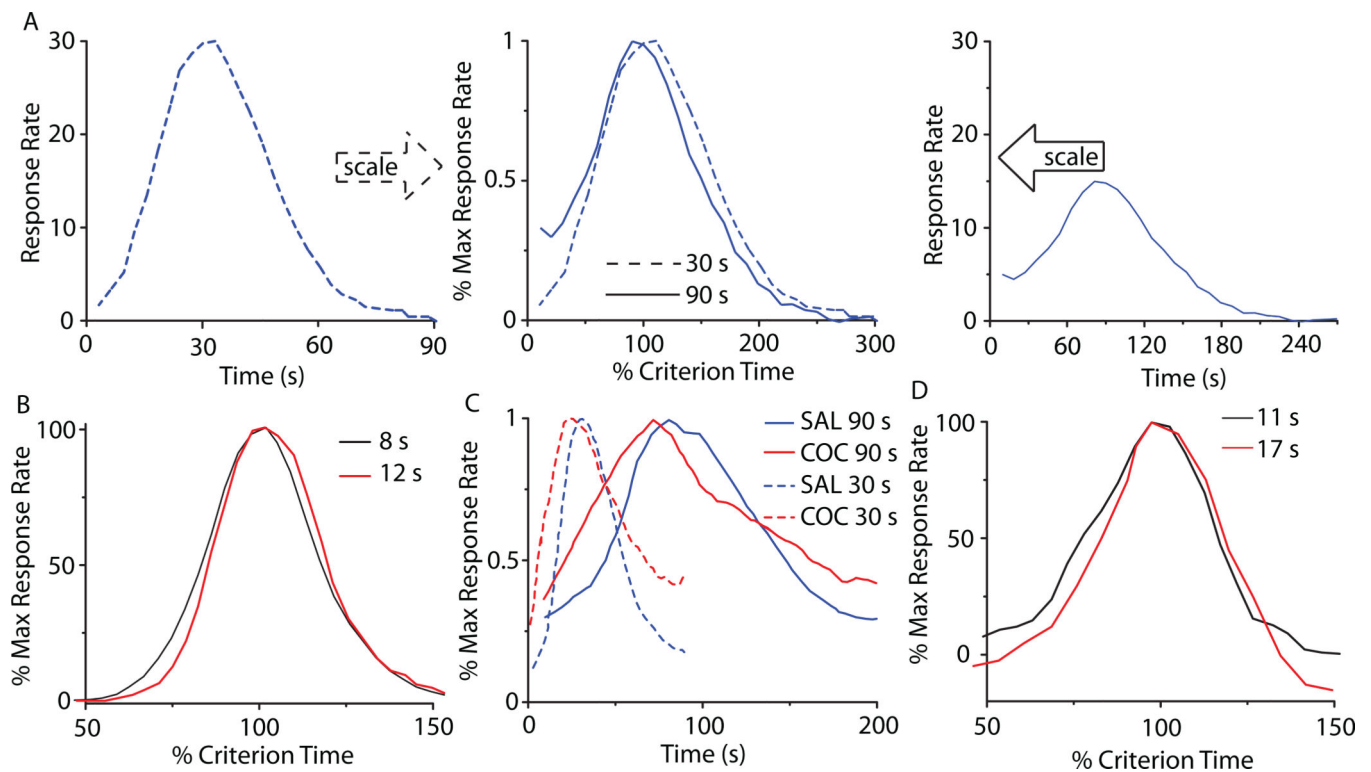 A
Response Rate
30
20
10
0
0
30
60
90
Time (s)
scale
% Max Response Rate
1
0.5
0
30 s
90 s
0
100
200
300
% Criterion Time
Response Rate
30
20
10
0
scale
0
60
120
180
240
Time (s)
B
% Max Response Rate
100
50
0
8 s
12 s
50
100
150
% Criterion Time
C
% Max Response Rate
1
0.5
0
SAL 90 s
COC 90 s
SAL 30 s
COC 30 s
0
100
200
Time (s)
D
% Max Response Rate
100
50
0
11 s
17 s
50
100
150
% Criterion Time